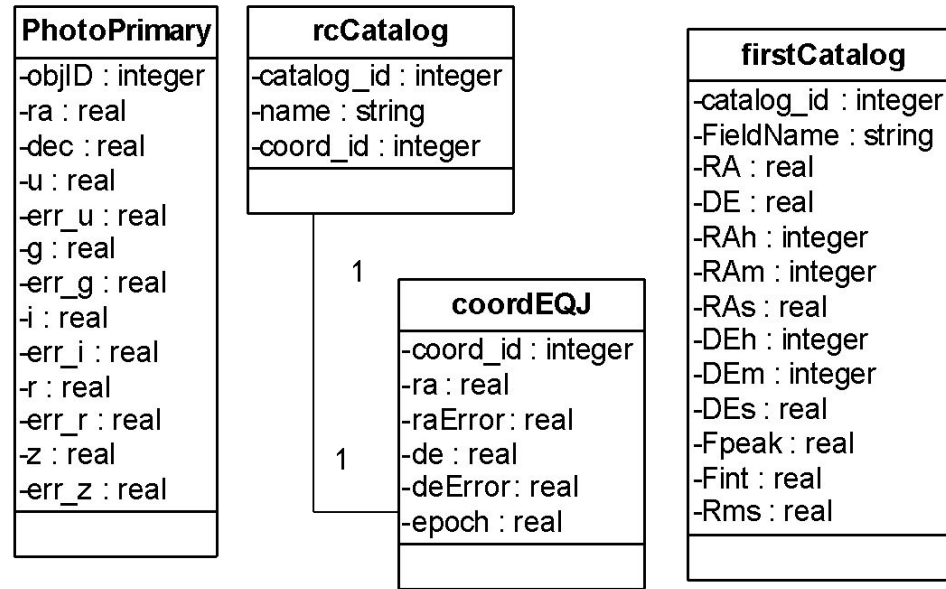 PhotoPrimary
-objID : integer
-ra : real
-dec : real
-u : real
-err_u : real
-g : real
-err_g : real
-i : real
-err_i : real
-r : real
-err_r : real
-z : real
-err_z : real
rcCatalog
-catalog_id : integer
-name : string
-coord_id : integer
1
1
coordEQJ
-coord_id : integer
-ra : real
-raError : real
-de : real
-deError : real
-epoch : real
firstCatalog
-catalog_id : integer
-FieldName : string
-RA : real
-DE : real
-RAh : integer
-RAm : integer
-RAs : real
-DEh : integer
-DEm : integer
-DEs : real
-Fpeak : real
-Fint : real
-Rms : real